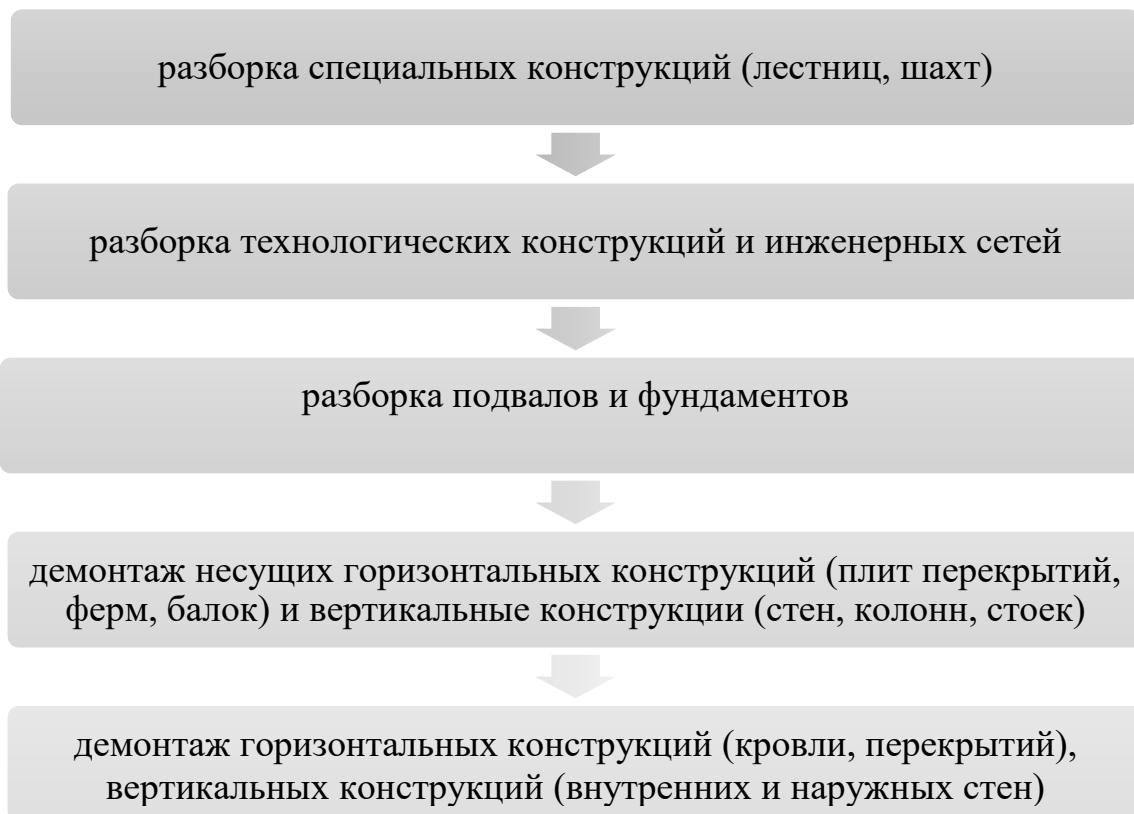 разборка специальных конструкций (лестниц, шахт)
разборка технологических конструкций и инженерных сетей
разборка подвалов и фундаментов
демонтаж несущих горизонтальных конструкций (плит перекрытий,
ферм, балок) и вертикальные конструкции (стен, колонн, стоек)
демонтаж горизонтальных конструкций (кровли, перекрытий),
вертикальных конструкций (внутренних и наружных стен)